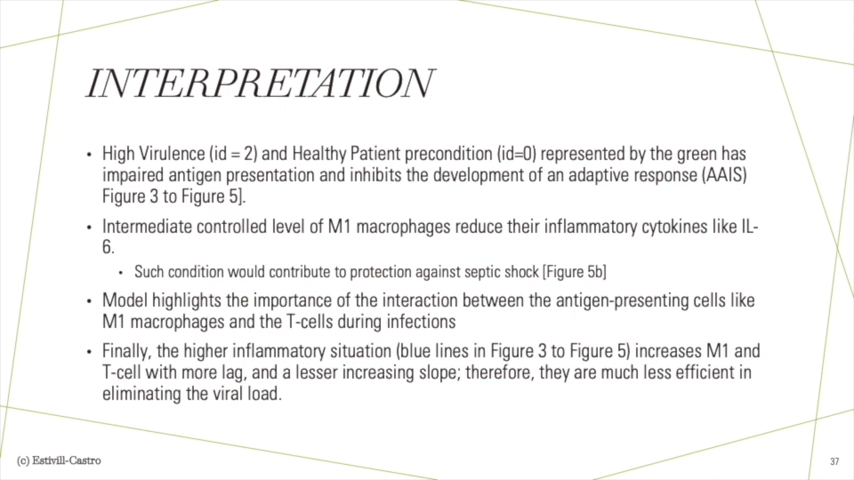 INTERPRETATION
• High Virulence (id = 2) and Healthy Patient precondition (id=0) represented by the green has
impaired antigen presentation and inhibits the development of an adaptive response (AAIS)
Figure 3 to Figure 5].
• Intermediate controlled level of M1 macrophages reduce their inflammatory cytokines like IL-
6.
• Such condition would contribute to protection against septic shock [Figure 5b]
• Model highlights the importance of the interaction between the antigen-presenting cells like
M1 macrophages and the T-cells during infections
• Finally, the higher inflammatory situation (blue lines in Figure 3 to Figure 5) increases M1 and
T-cell with more lag, and a lesser increasing slope; therefore, they are much less efficient in
eliminating the viral load.
(c) Estivill-Castro
37